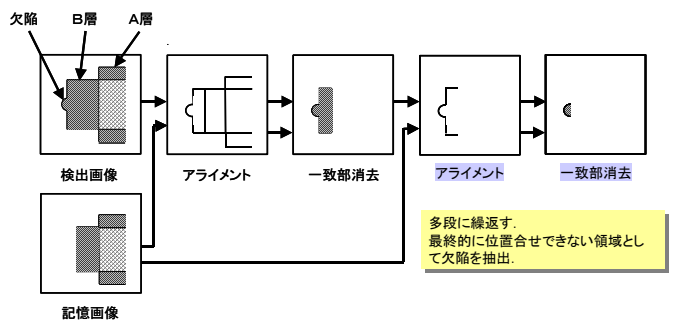 欠陥 B層 A層
検出画像
アライメント
一致部消去
アライメント
一致部消去
多段に繰返す.
最終的に位置合せできない領域とし
て欠陥を抽出.
記憶画像